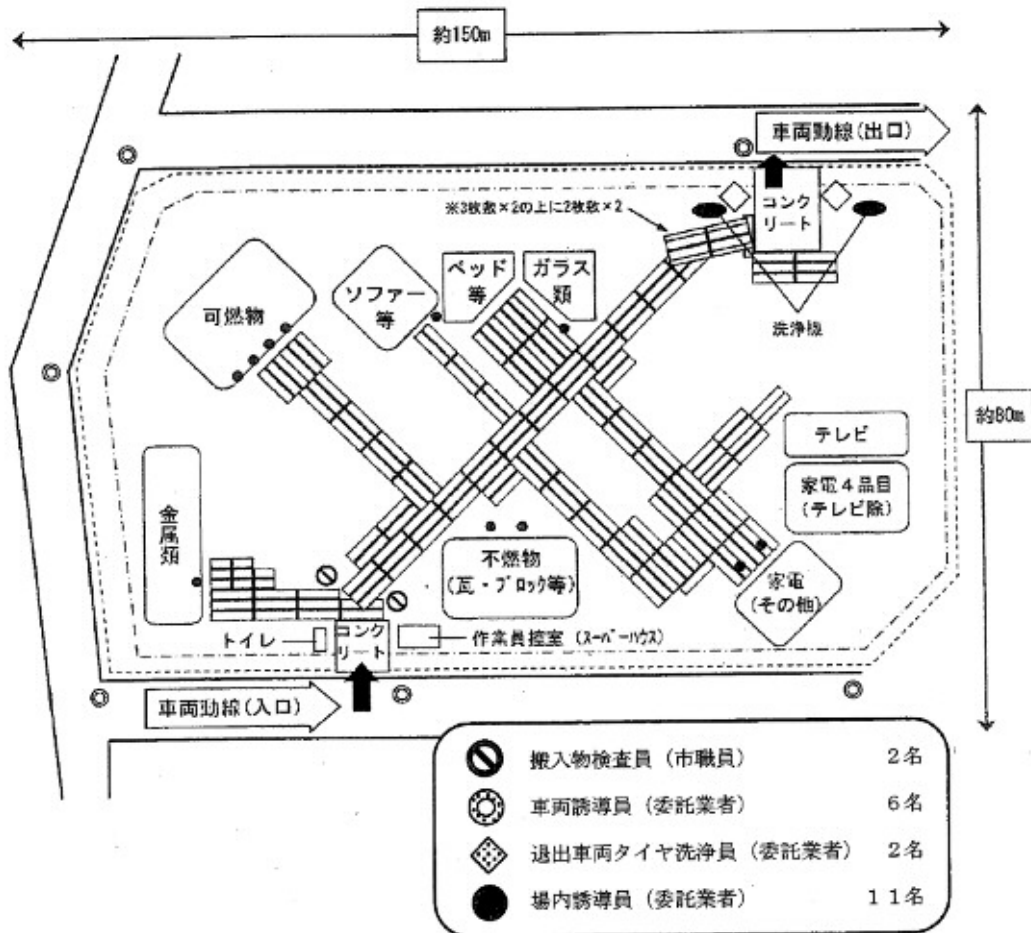 約150m
車両動線(出口)
※3枚敷×2の上に2枚敷×2
コンク
リート
ベッド
等
ガラス
類
ソファー
等
可燃物
洗浄機
約80m
テレビ
家電4品目
(テレビ除)
金属類
不燃物
(瓦・ブロック等)
家電
(その他)
トイレ
コンク
リート
作業員控室 (スーパーハウス)
車両動線(入口)
搬入物検査員(市職員) 2名
車両誘導員(委託業者) 6名
退出車両タイヤ洗浄員(委託業者) 2名
場内誘導員(委託業者) 11名